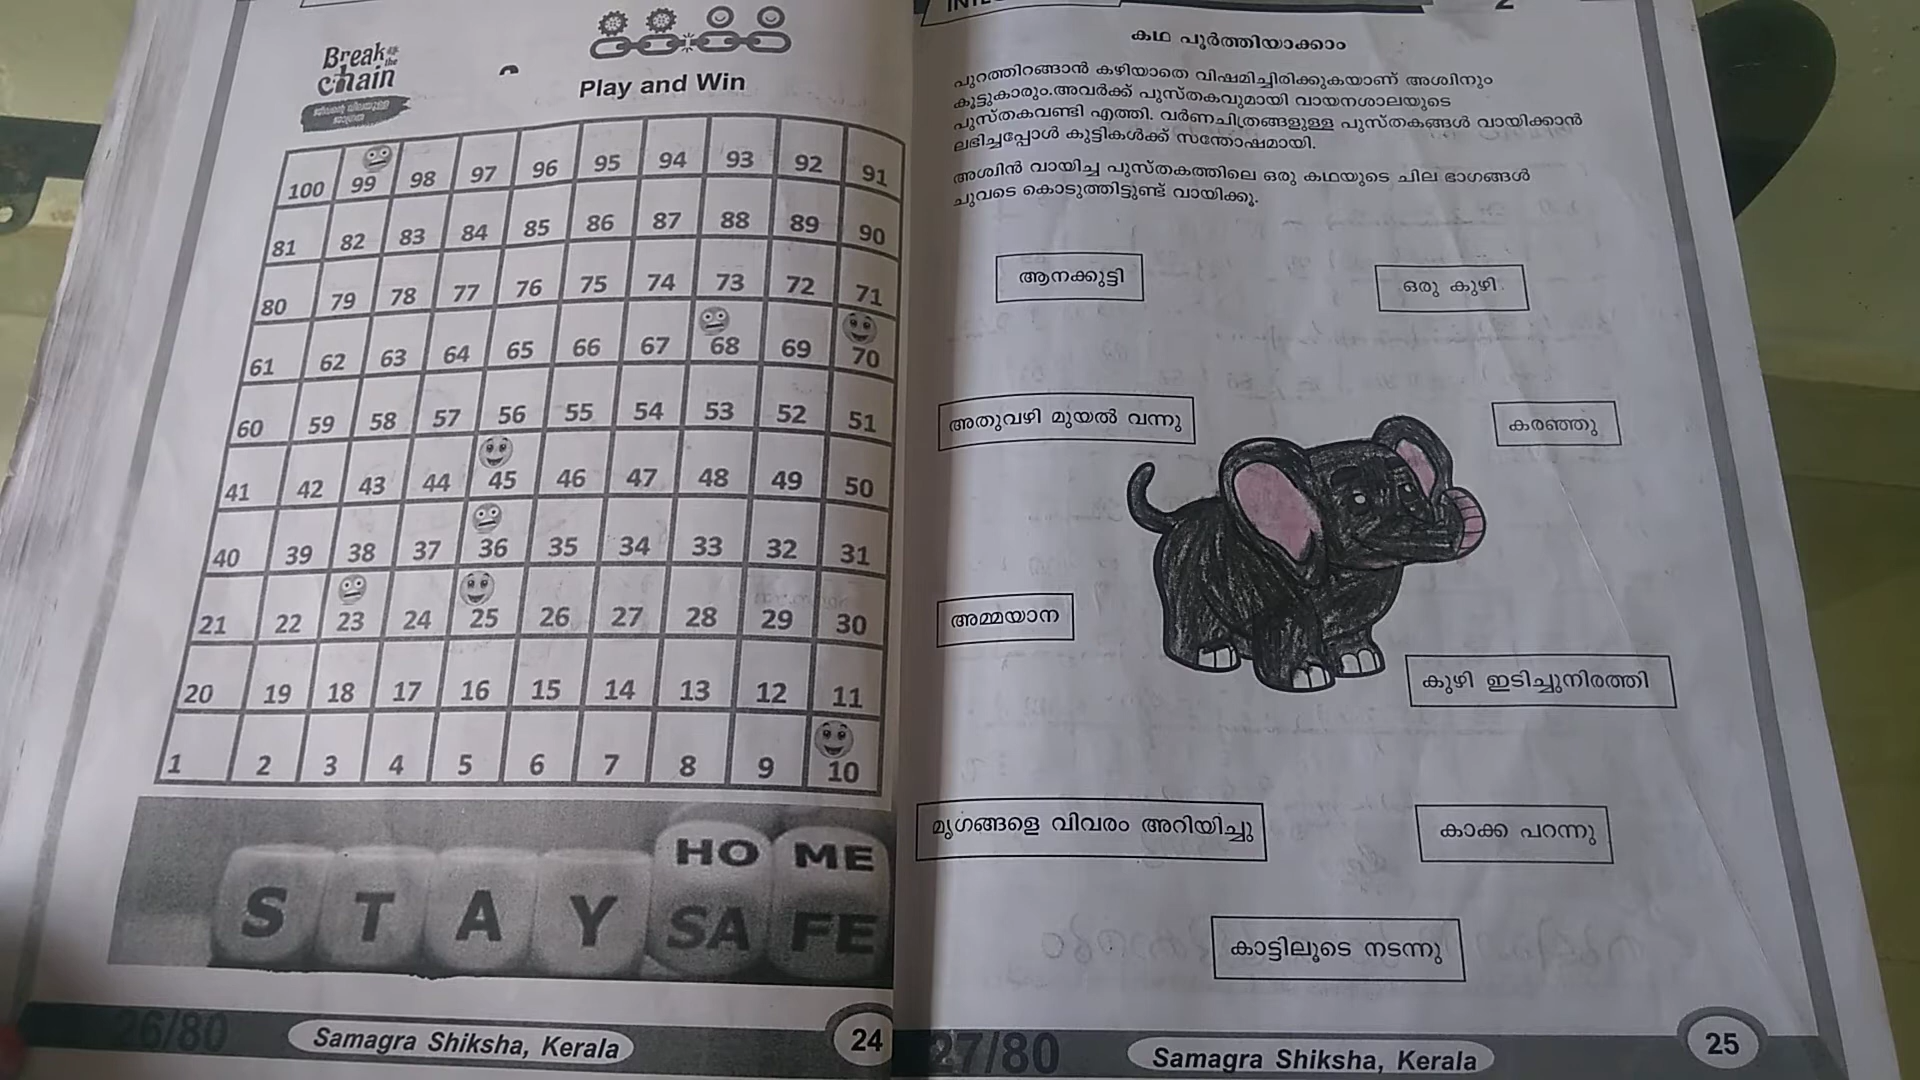 Break the
Chain
Play and Win
100 99 98 97 96 95 94 93 92 91
81 82 83 84 85 86 87 88 89 90
80 79 78 77 76 75 74 73 72 71
61 62 63 64 65 66 67 68 69 70
60 59 58 57 56 55 54 53 52 51
41 42 43 44 45 46 47 48 49 50
40 39 38 37 36 35 34 33 32 31
21 22 23 24 25 26 27 28 29 30
20 19 18 17 16 15 14 13 12 11
1 2 3 4 5 6 7 8 9 10
HO ME
STAY SA FE
26/80
Samagra Shiksha, Kerala
24
കഥ പൂർത്തിയാക്കാം
പുറത്തിറങ്ങാൻ കഴിയാതെ വിഷമിച്ചിരിക്കുകയാണ് അശ്വിനും
കൂട്ടുകാരും.അവർക്ക് പുസ്തകവുമായി വായനശാലയുടെ
പുസ്തകവണ്ടി എത്തി. വർണചിത്രങ്ങളുള്ള പുസ്തകങ്ങൾ വായിക്കാൻ
ലഭിച്ചപ്പോൾ കുട്ടികൾക്ക് സന്തോഷമായി.
അശ്വിൻ വായിച്ച പുസ്തകത്തിലെ ഒരു കഥയുടെ ചില ഭാഗങ്ങൾ
ചുവടെ കൊടുത്തിട്ടുണ്ട് വായിക്കൂ.
ആനക്കുട്ടി
ഒരു കുഴി
അതുവഴി മുയൽ വന്നു
കരഞ്ഞു
അമ്മയാന
കുഴി ഇടിച്ചുനിരത്തി
മൃഗങ്ങളെ വിവരം അറിയിച്ചു
കാക്ക പറന്നു
കാട്ടിലൂടെ നടന്നു
27/80
Samagra Shiksha, Kerala
25